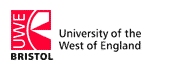 UWE
BRISTOL
University of the
West of England